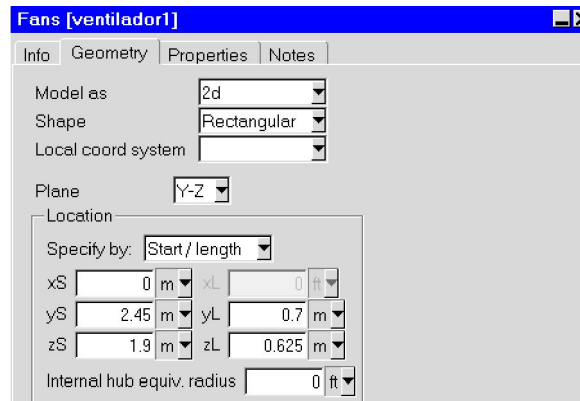 Fans [ventilador1]
Info Geometry Properties Notes
Model as 2d
Shape Rectangular
Local coord system
Plane Y-Z
Location
Specify by: Start / length
xS 0 m xL 0 ft
yS 2.45 m yL 0.7 m
zS 1.9 m zL 0.625 m
Internal hub equiv. radius 0 ft